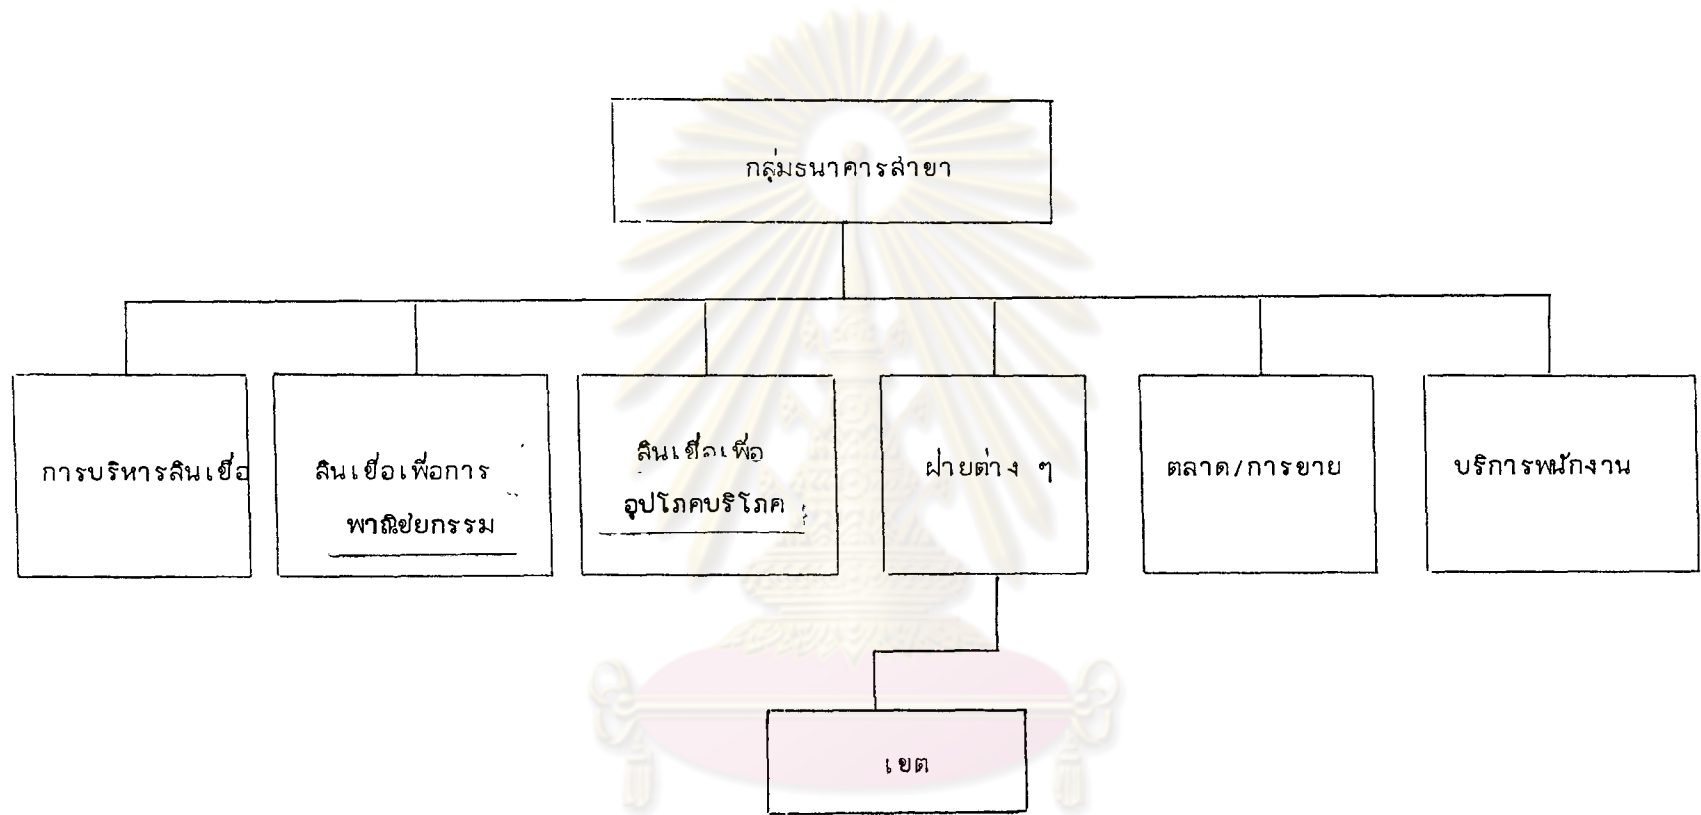 กลุ่มธนาคารสาขา
การบริหารสินเชื่อ
สินเชื่อเพื่อการ
พาณิชยกรรม
สินเชื่อเพื่อ
อุปโภคบริโภค
ฝ่ายต่าง ๆ
ตลาด/การขาย
บริการพนักงาน
เขต